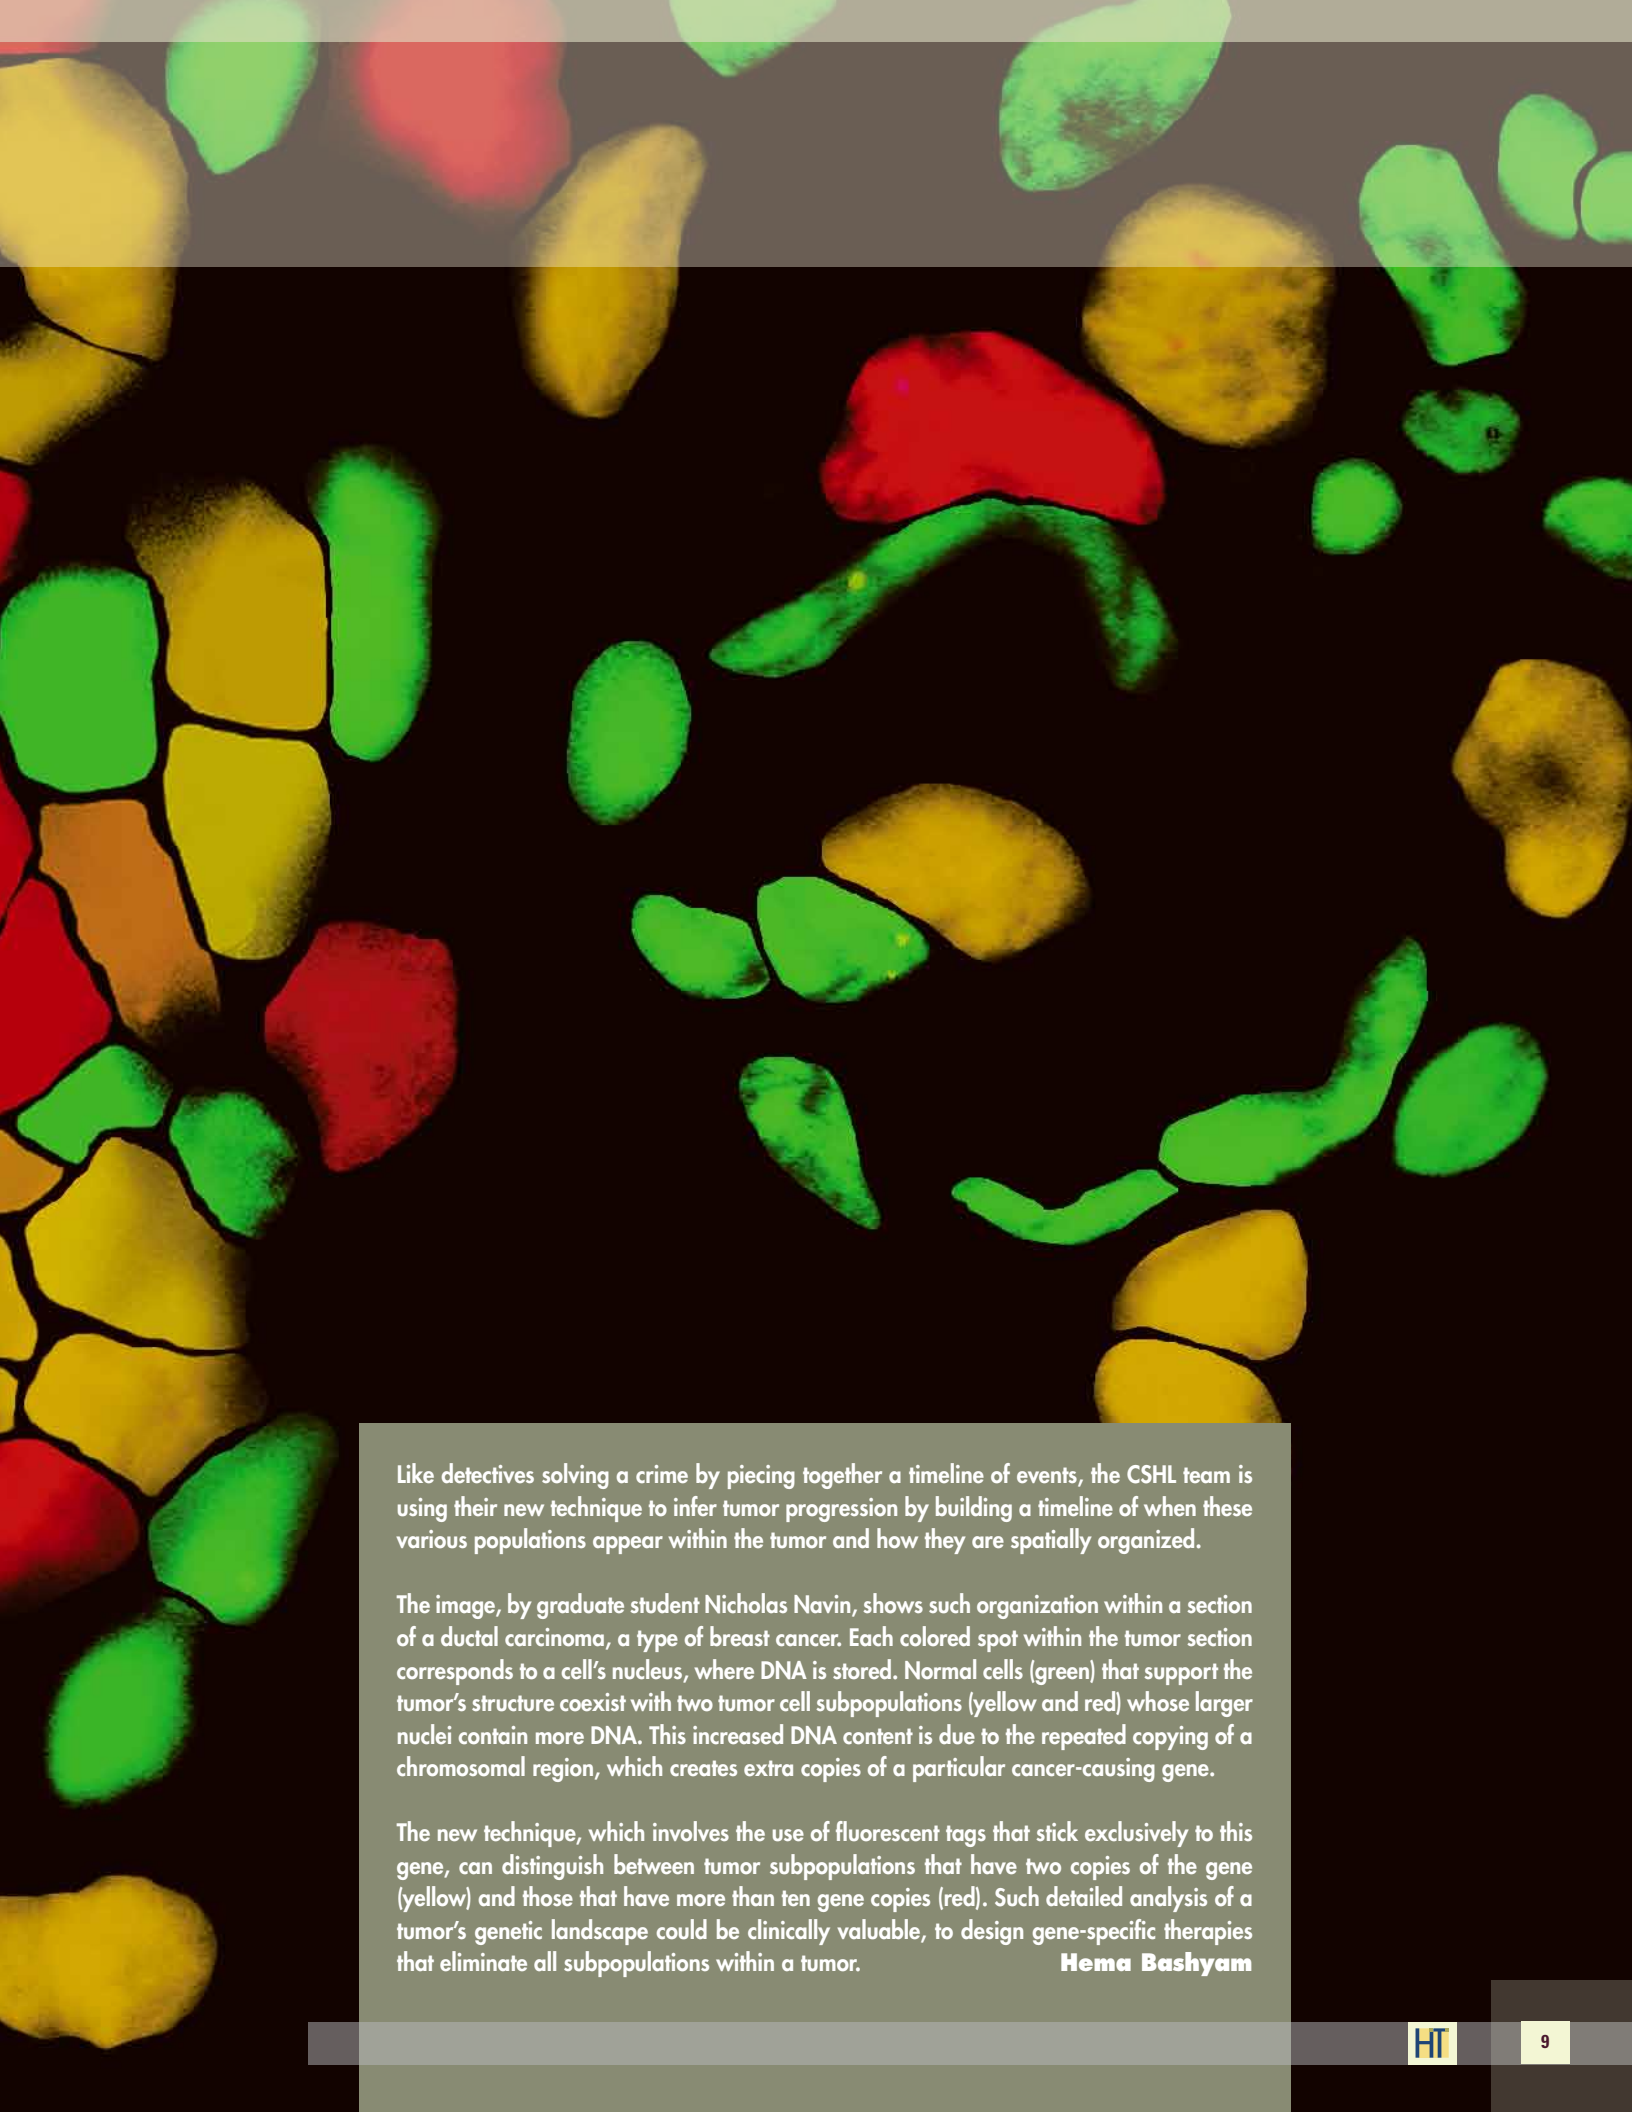 Like detectives solving a crime by piecing together a timeline of events, the CSHL team is
using their new technique to infer tumor progression by building a timeline of when these
various populations appear within the tumor and how they are spatially organized.
The image, by graduate student Nicholas Navin, shows such organization within a section
of a ductal carcinoma, a type of breast cancer. Each colored spot within the tumor section
corresponds to a cell’s nucleus, where DNA is stored. Normal cells (green) that support the
tumor’s structure coexist with two tumor cell subpopulations (yellow and red) whose larger
nuclei contain more DNA. This increased DNA content is due to the repeated copying of a
chromosomal region, which creates extra copies of a particular cancer-causing gene.
The new technique, which involves the use of fluorescent tags that stick exclusively to this
gene, can distinguish between tumor subpopulations that have two copies of the gene
(yellow) and those that have more than ten gene copies (red). Such detailed analysis of a
tumor’s genetic landscape could be clinically valuable, to design gene-specific therapies
that eliminate all subpopulations within a tumor. Hema Bashyam
HT 9